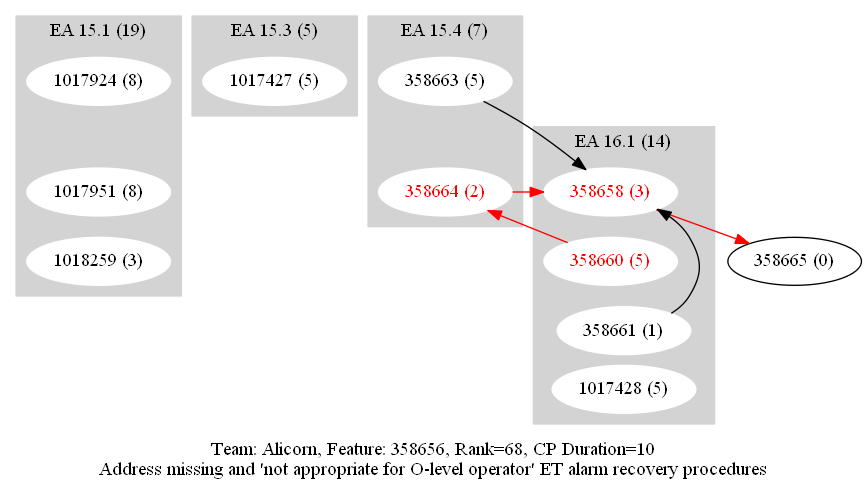 EA 15.1 (19)
1017924 (8)
1017951 (8)
1018259 (3)
EA 15.3 (5)
1017427 (5)
EA 15.4 (7)
358663 (5)
358664 (2)
EA 16.1 (14)
358658 (3)
358660 (5)
358661 (1)
1017428 (5)
358665 (0)
Team: Alicorn, Feature: 358656, Rank=68, CP Duration=10
Address missing and 'not appropriate for O-level operator' ET alarm recovery procedures